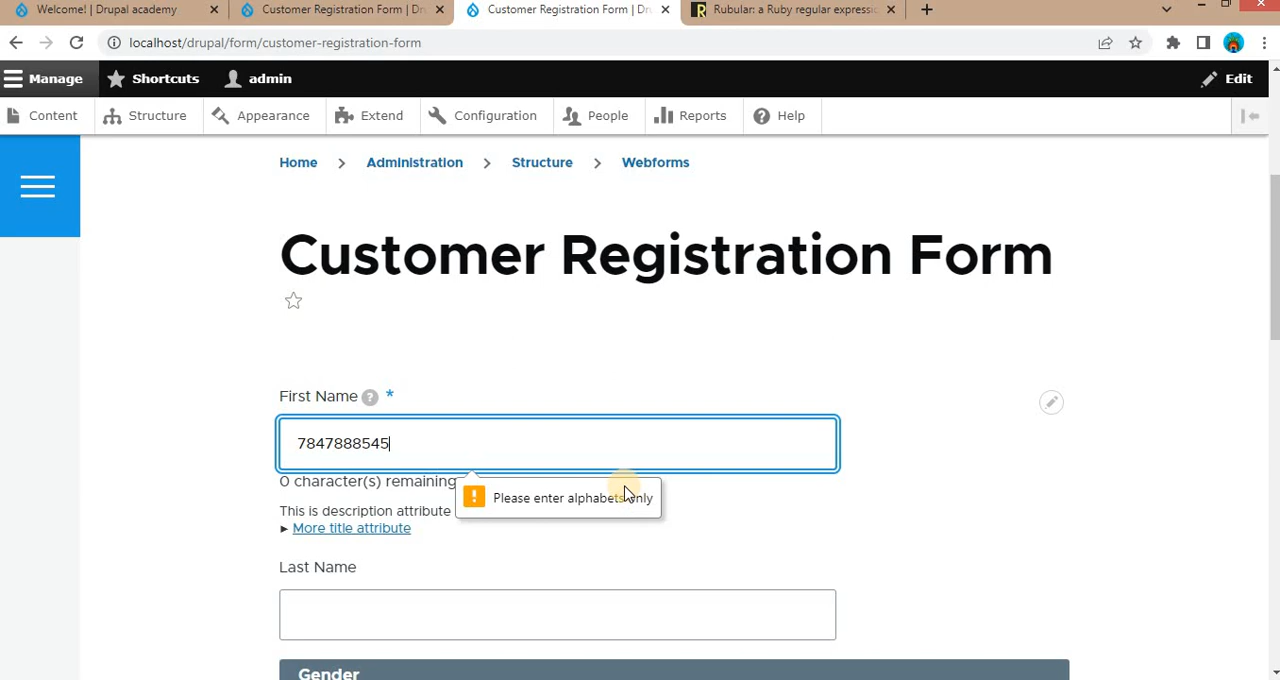 Welcome! | Drupal academy
Customer Registration Form | Dr
Customer Registration Form | Dr
Rubular: a Ruby regular expressi
localhost/drupal/form/customer-registration-form
Manage
Shortcuts
admin
Edit
Content
Structure
Appearance
Extend
Configuration
People
Reports
Help
Home > Administration > Structure > Webforms
Customer Registration Form
First Name ? *
7847888545
0 character(s) remaining
! Please enter alphabets only
This is description attribute
► More title attribute
Last Name
Gender